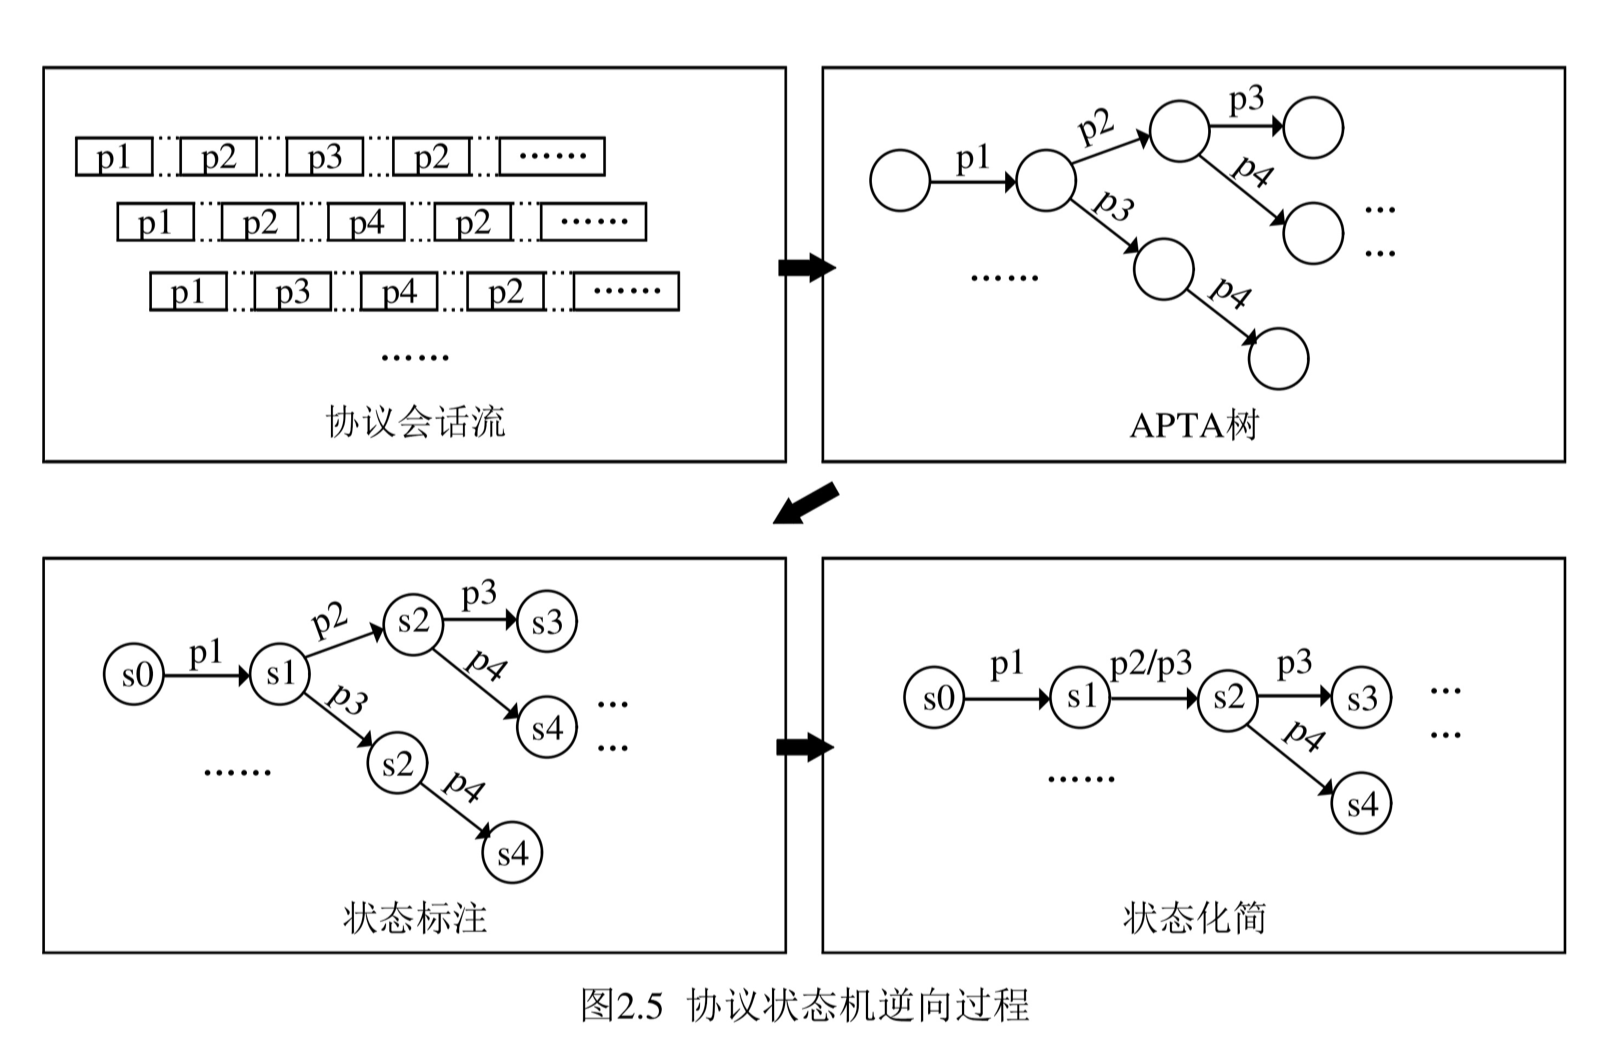 p1 p2 p3 p2 ……
p1 p2 p4 p2 ……
p1 p3 p4 p2 ……
……
协议会话流
p1 p2 p3 p4 p3 p4
…
…
……
APTA树
s0 p1 s1 p2 s2 p3 s3
p4 s4
p3 s2 p4 s4
…
…
……
状态标注
s0 p1 s1 p2/p3 s2 p3 s3
p4 s4
…
…
……
状态化简
图2.5 协议状态机逆向过程